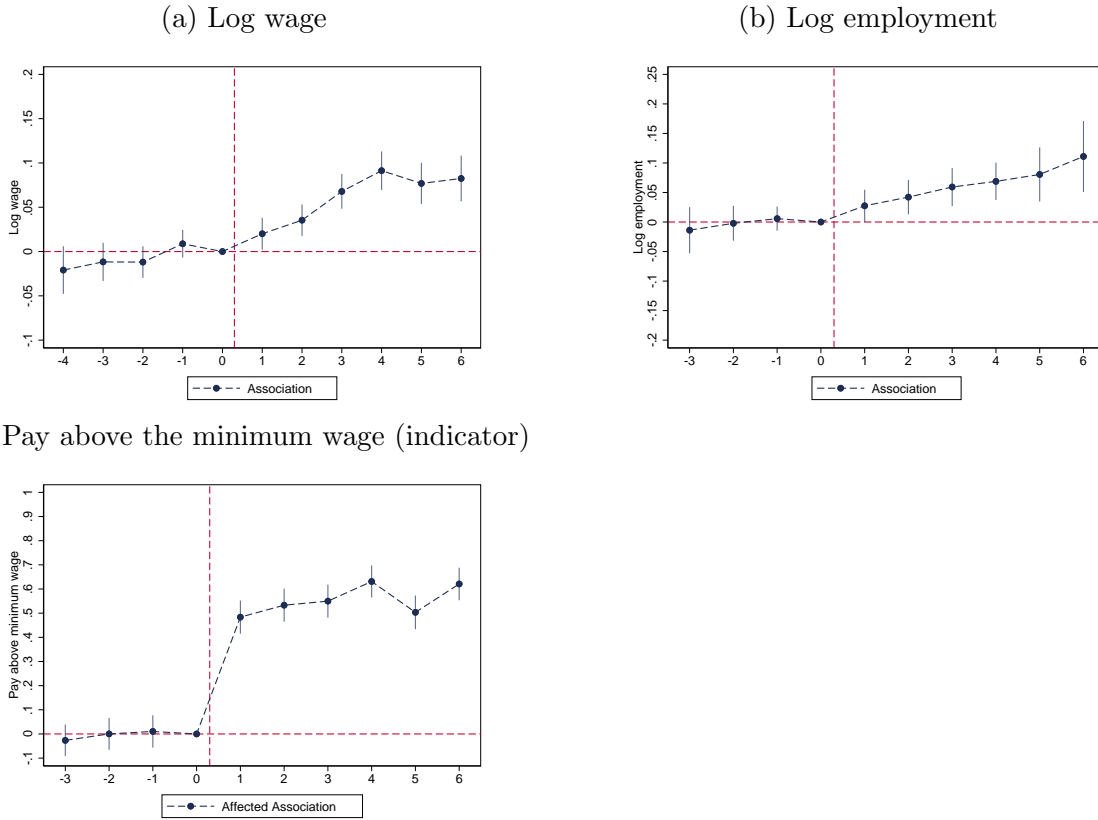 (a) Log wage
Log wage
.2
.15
.1
.05
0
-.05
-.1
-4 -3 -2 -1 0 1 2 3 4 5 6
Association
(b) Log employment
Log employment
.25
.2
.15
.1
.05
0
-.05
-.1
-.15
-.2
-3 -2 -1 0 1 2 3 4 5 6
Association
Pay above the minimum wage (indicator)
Pay above minimum wage
1
.9
.8
.7
.6
.5
.4
.3
.2
.1
0
-.1
-3 -2 -1 0 1 2 3 4 5 6
Affected Association